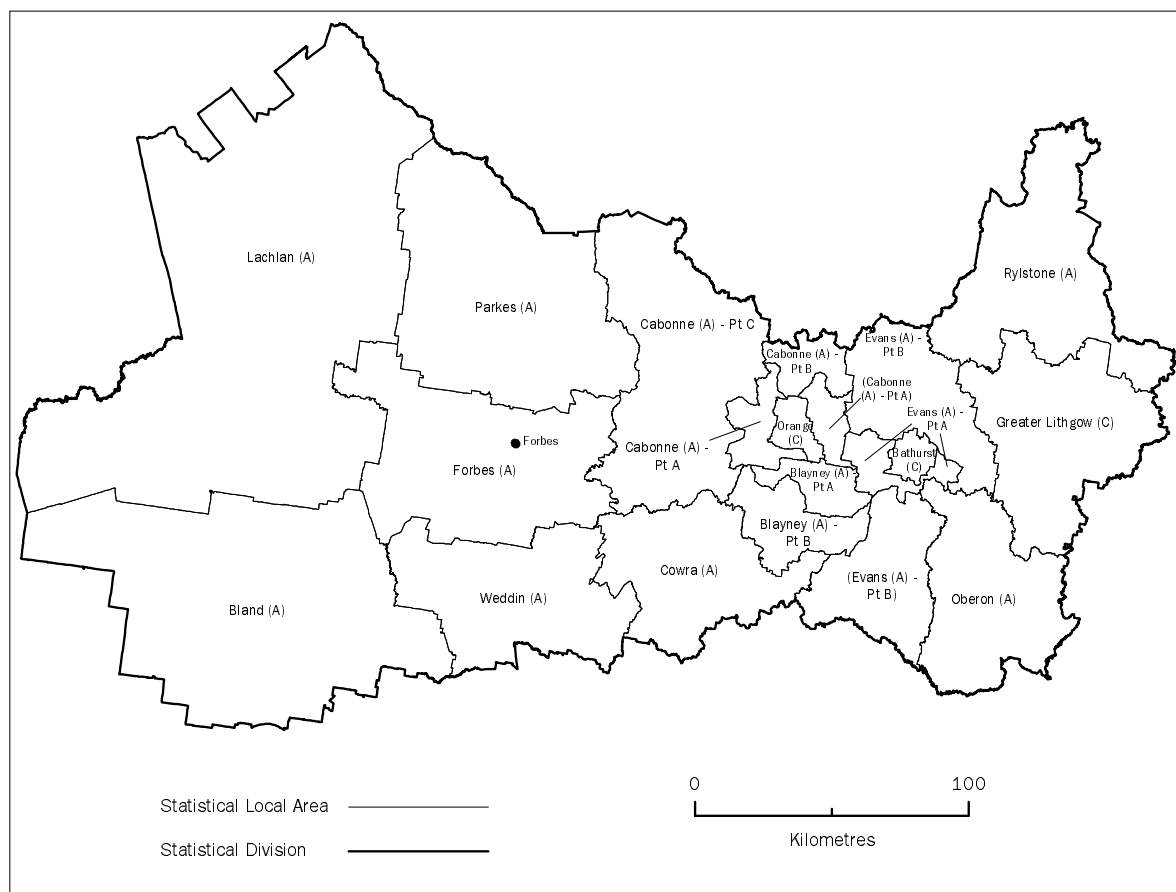 Lachlan (A)
Rylstone (A)
Parkes (A)
Cabonne (A) - Pt C
Evans (A) -
Pt B
Cabonne (A) -
Pt B
(Cabonne
(A) - Pt A)
Evans (A) -
Pt A
Greater Lithgow (C)
Orange
(C)
Forbes
Cabonne (A) -
Pt A
Bathurst
(C)
Forbes (A)
Blayney (A)
Pt A
Blayney (A) -
Pt B
Cowra (A)
(Evans (A) -
Pt B)
Weddin (A)
Oberon (A)
Bland (A)
0
100
Kilometres
Statistical Local Area
Statistical Division